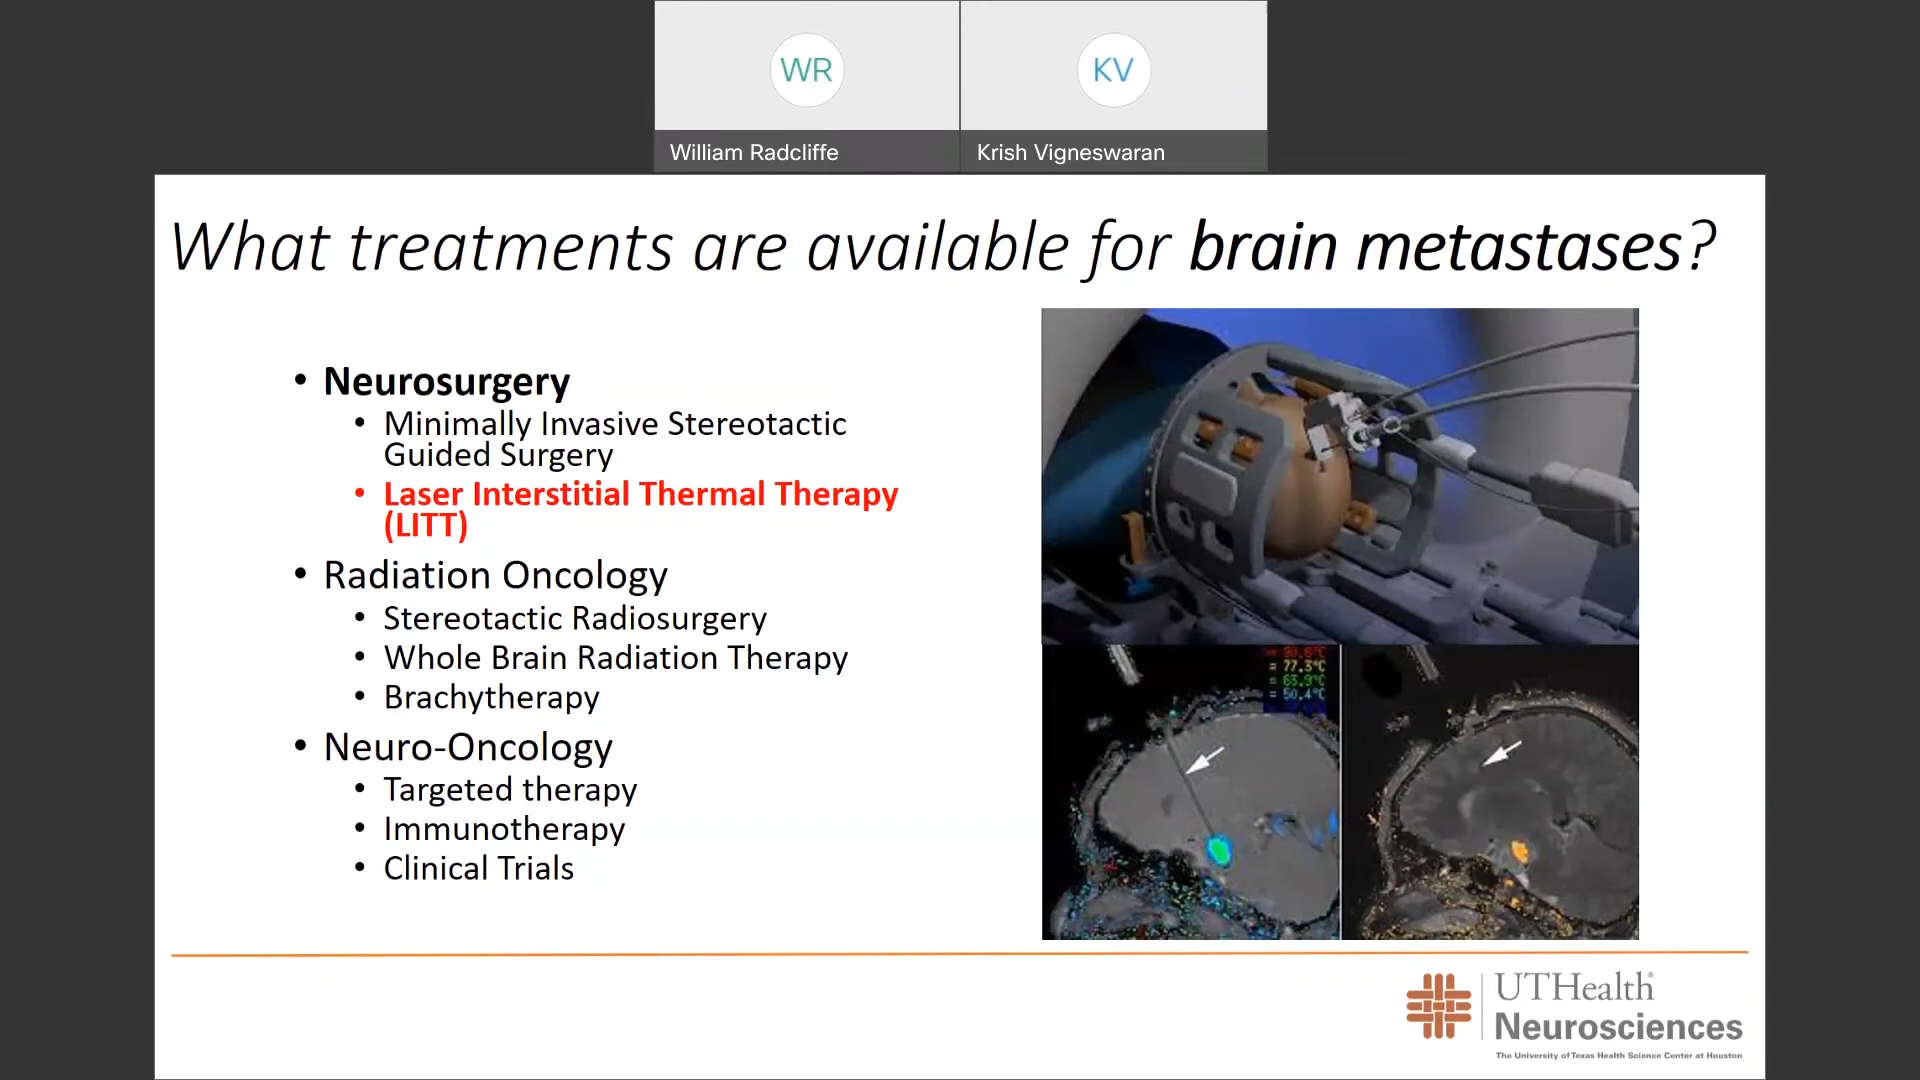 WR
KV
William Radcliffe
Krish Vigneswaran
What treatments are available for brain metastases?
• Neurosurgery
• Minimally Invasive Stereotactic
Guided Surgery
• Laser Interstitial Thermal Therapy
(LITT)
• Radiation Oncology
• Stereotactic Radiosurgery
• Whole Brain Radiation Therapy
• Brachytherapy
• Neuro-Oncology
• Targeted therapy
• Immunotherapy
• Clinical Trials
= 77.3°C
= 63.9°C
= 50.4°C
UTHealth®
Neurosciences
The University of Texas Health Science Center at Houston